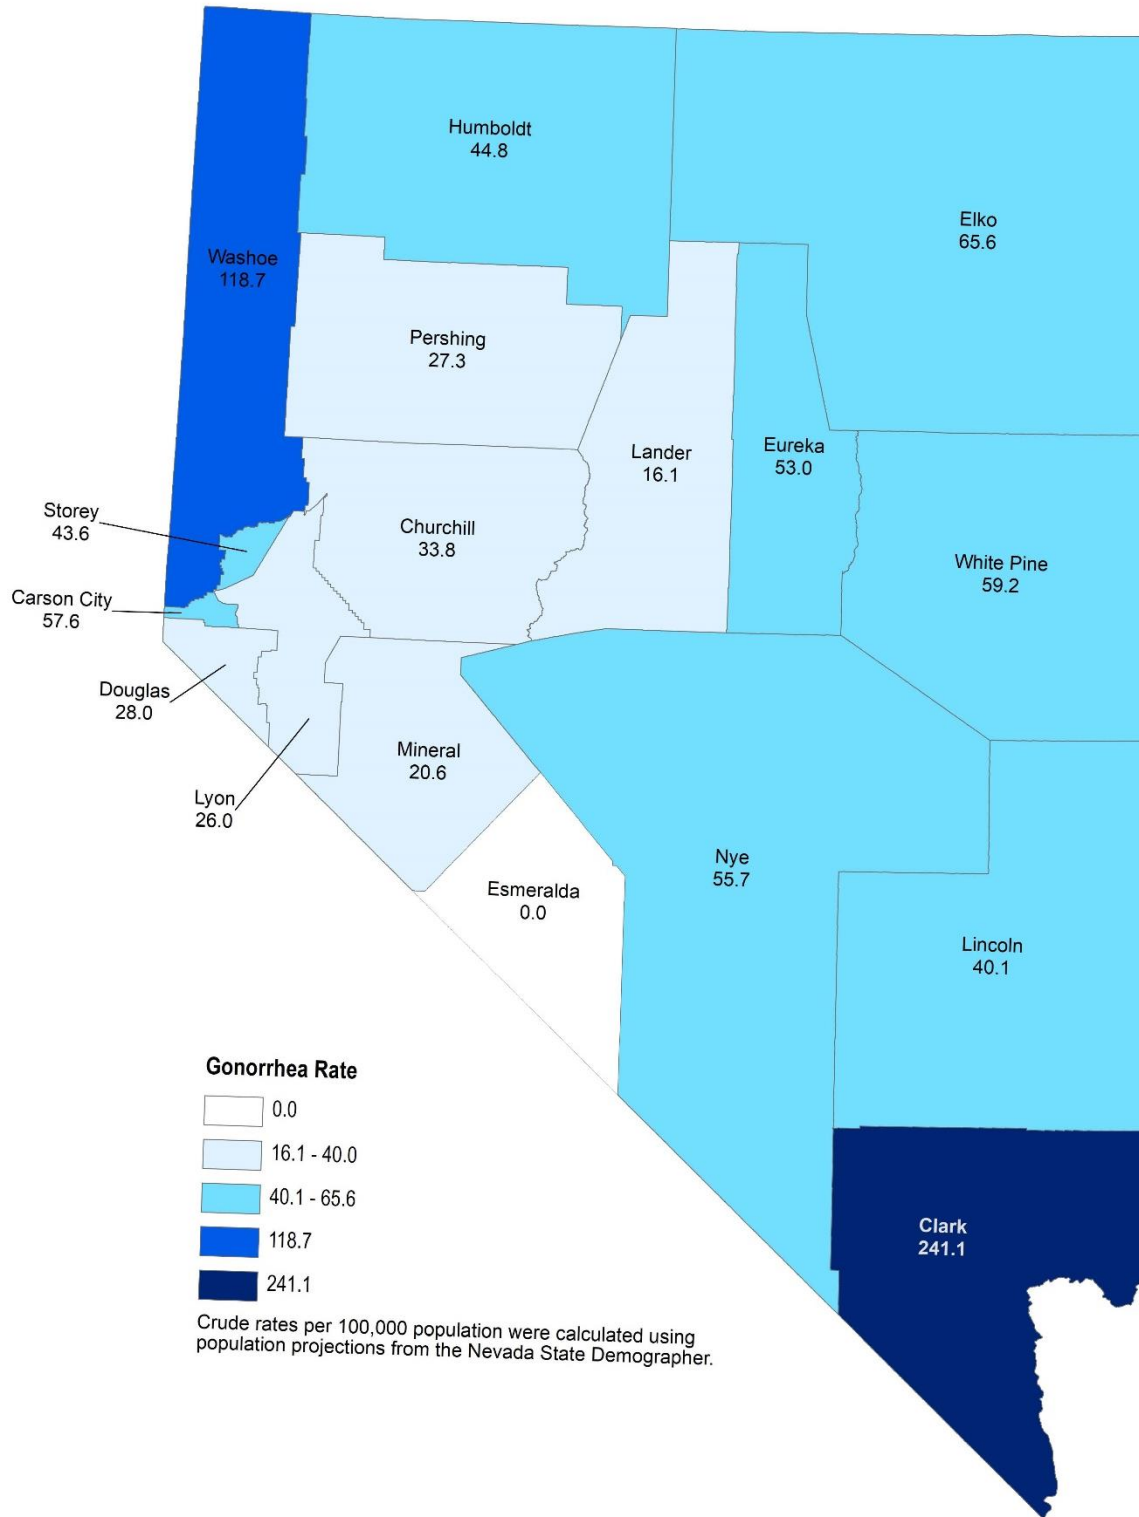 Humboldt
44.8
Elko
65.6
Washoe
118.7
Pershing
27.3
Lander
16.1
Eureka
53.0
Storey
43.6
Churchill
33.8
White Pine
59.2
Carson City
57.6
Douglas
28.0
Mineral
20.6
Lyon
26.0
Nye
55.7
Esmeralda
0.0
Lincoln
40.1
Clark
241.1
Gonorrhea Rate
0.0
16.1 - 40.0
40.1 - 65.6
118.7
241.1
Crude rates per 100,000 population were calculated using
population projections from the Nevada State Demographer.